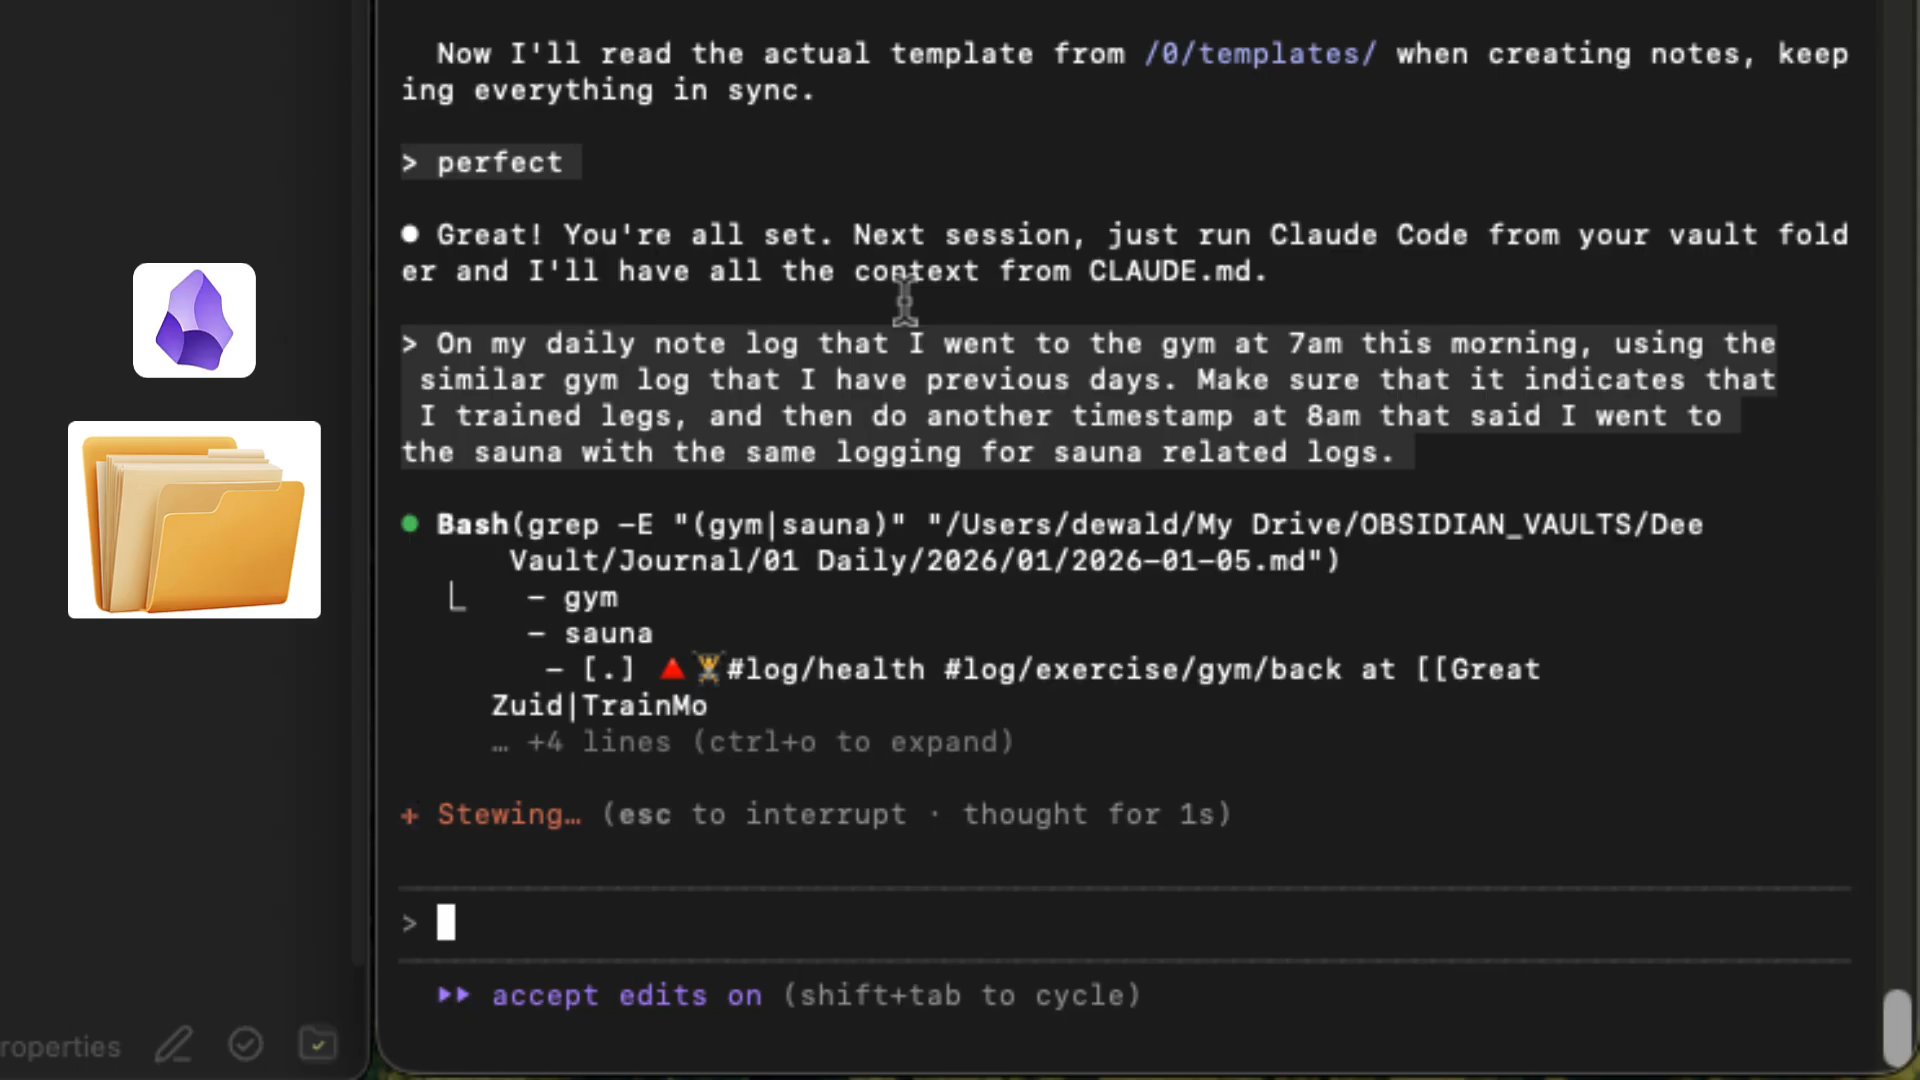 Now I'll read the actual template from /0/templates/ when creating notes, keep
ing everything in sync.
> perfect
● Great! You're all set. Next session, just run Claude Code from your vault fold
er and I'll have all the context from CLAUDE.md.
> On my daily note log that I went to the gym at 7am this morning, using the
similar gym log that I have previous days. Make sure that it indicates that
I trained legs, and then do another timestamp at 8am that said I went to
the sauna with the same logging for sauna related logs.
● Bash(grep -E "(gym|sauna)" "/Users/dewald/My Drive/OBSIDIAN_VAULTS/Dee
Vault/Journal/01 Daily/2026/01/2026-01-05.md")
- gym
- sauna
- [.] 🔺🏋️#log/health #log/exercise/gym/back at [[Great
Zuid|TrainMo
… +4 lines (ctrl+o to expand)
+ Stewing… (esc to interrupt · thought for 1s)
>
▸▸ accept edits on (shift+tab to cycle)
roperties